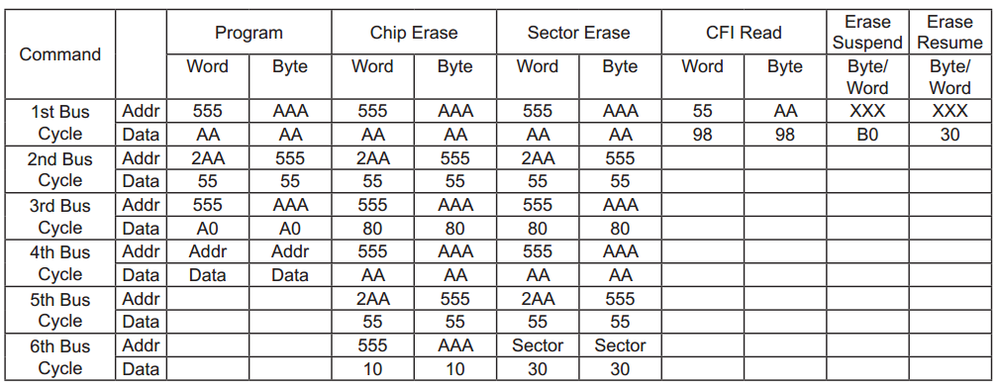 Command Program Chip Erase Sector Erase CFI Read Erase Suspend Erase Resume
Word Byte Word Byte Word Byte Word Byte Byte/ Word Byte/ Word
1st Bus Cycle Addr 555 AAA 555 AAA 555 AAA 55 AA XXX XXX
Data AA AA AA AA AA AA 98 98 B0 30
2nd Bus Cycle Addr 2AA 555 2AA 555 2AA 555
Data 55 55 55 55 55 55
3rd Bus Cycle Addr 555 AAA 555 AAA 555 AAA
Data A0 A0 80 80 80 80
4th Bus Cycle Addr Addr Addr 555 AAA 555 AAA
Data Data Data AA AA AA AA
5th Bus Cycle Addr 2AA 555 2AA 555
Data 55 55 55 55
6th Bus Cycle Addr 555 AAA Sector Sector
Data 10 10 30 30